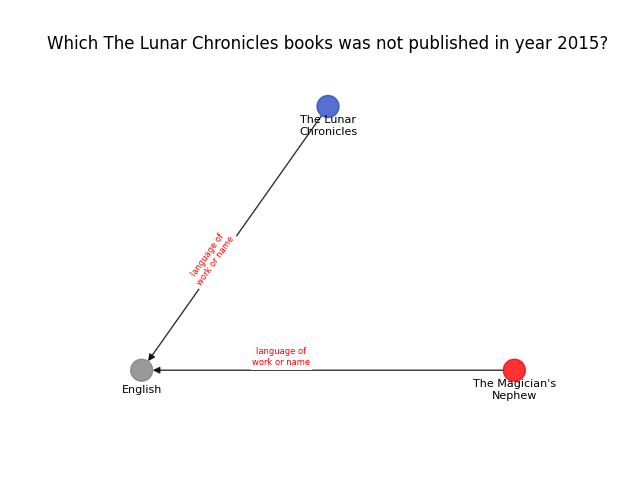 Which The Lunar Chronicles books was not published in year 2015?
The Lunar
Chronicles
language of
work or name
language of
work or name
English
The Magician's
Nephew